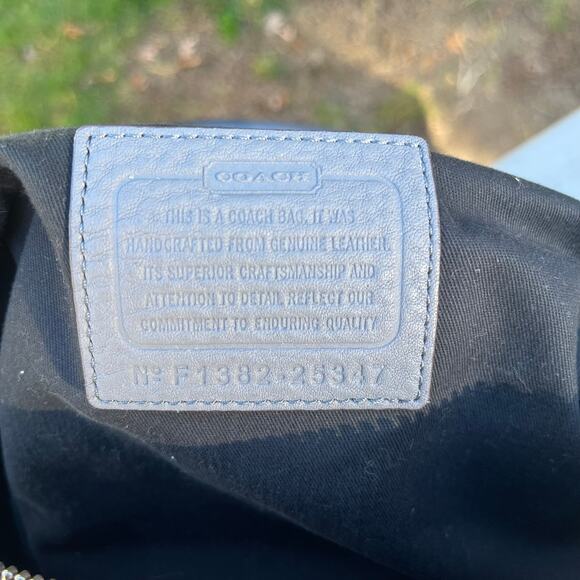 COACH
THIS IS A COACH BAG. IT WAS
HANDCRAFTED FROM GENUINE LEATHER.
ITS SUPERIOR CRAFTSMANSHIP AND
ATTENTION TO DETAIL REFLECT OUR
COMMITMENT TO ENDURING QUALITY
Nº F1382-25347